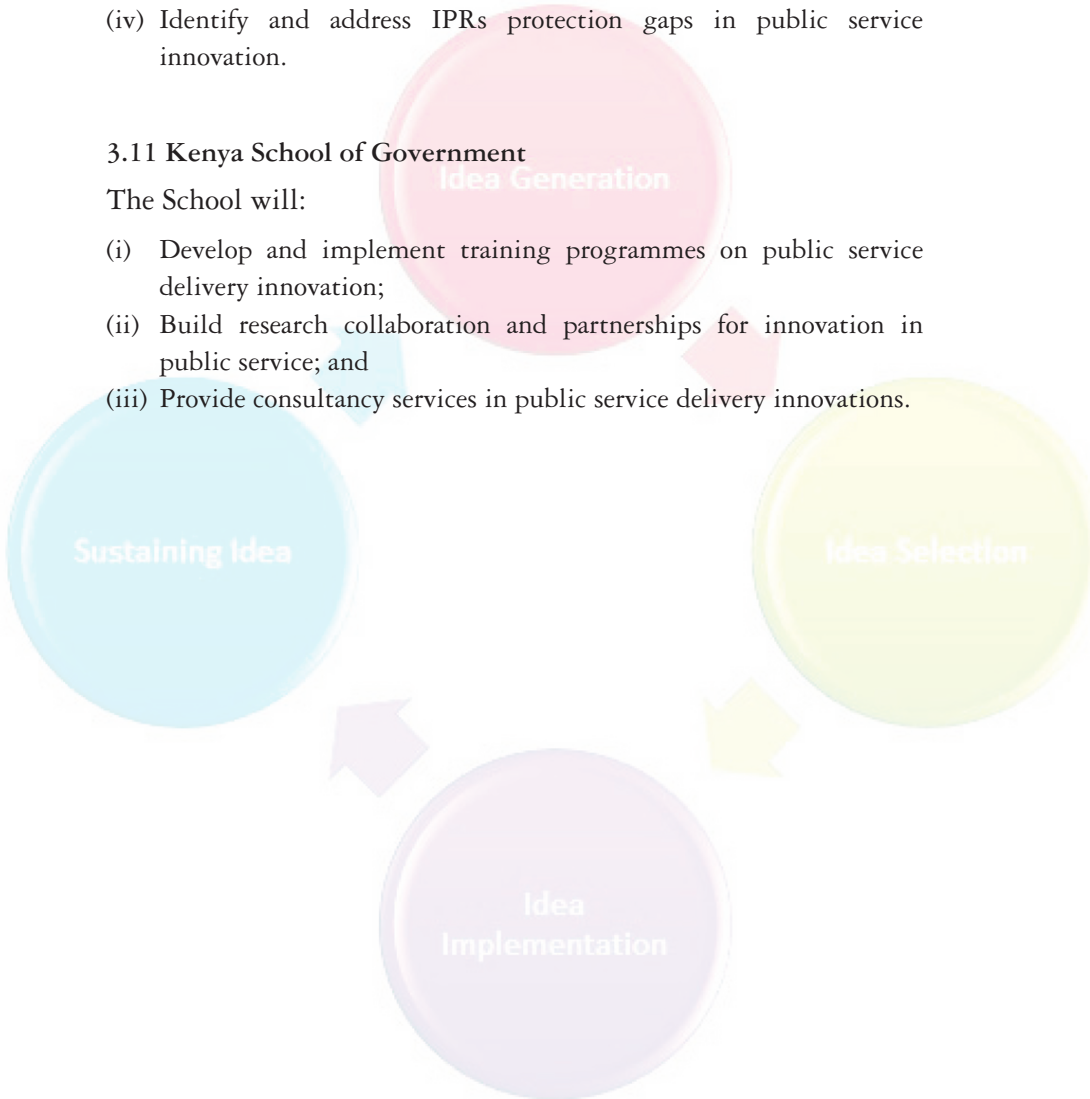 (iv) Identify and address IPRs protection gaps in public service
innovation.
3.11 Kenya School of Government
Idea Generation
The School will:
(i) Develop and implement training programmes on public service
delivery innovation;
(ii) Build research collaboration and partnerships for innovation in
public service; and
(iii) Provide consultancy services in public service delivery innovations.
Sustaining Idea
Idea Selection
Idea
Implementation